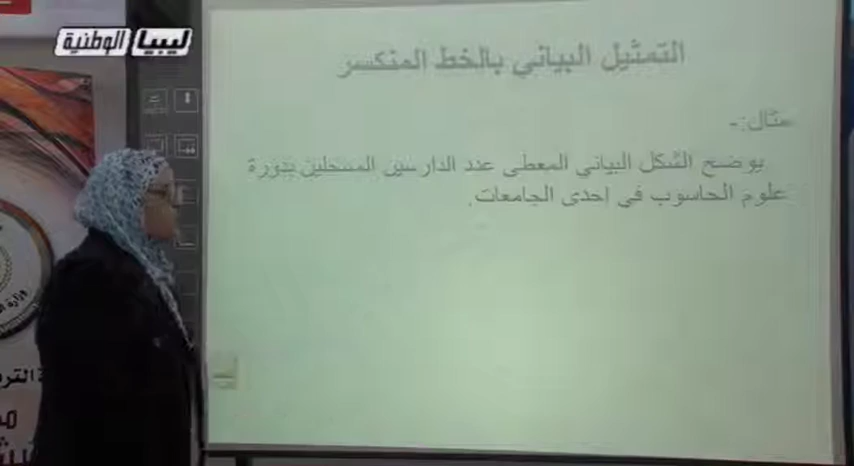 ليبيا الوطنية
التمثيل البياني بالخط المنكسر
مثال:-
يوضح الشكل البياني المعطى عدد الدارسين المسجلين بدورة
علوم الحاسوب في إحدى الجامعات.